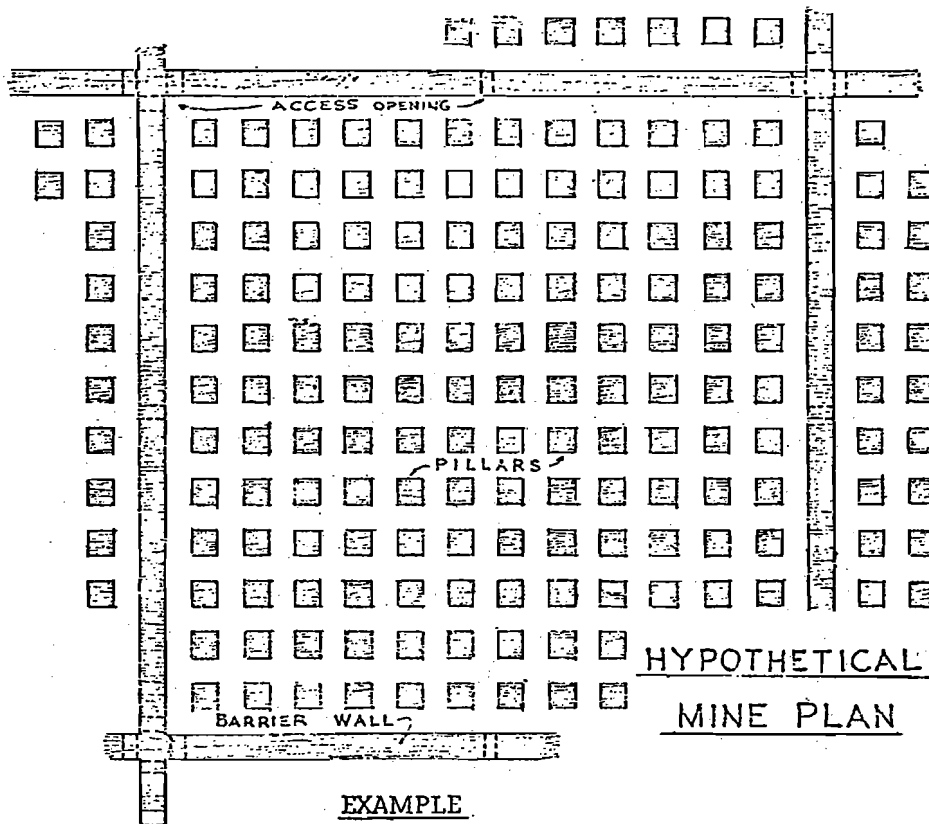 ACCESS OPENING
PILLARS
HYPOTHETICAL
MINE PLAN
BARRIER WALL
EXAMPLE